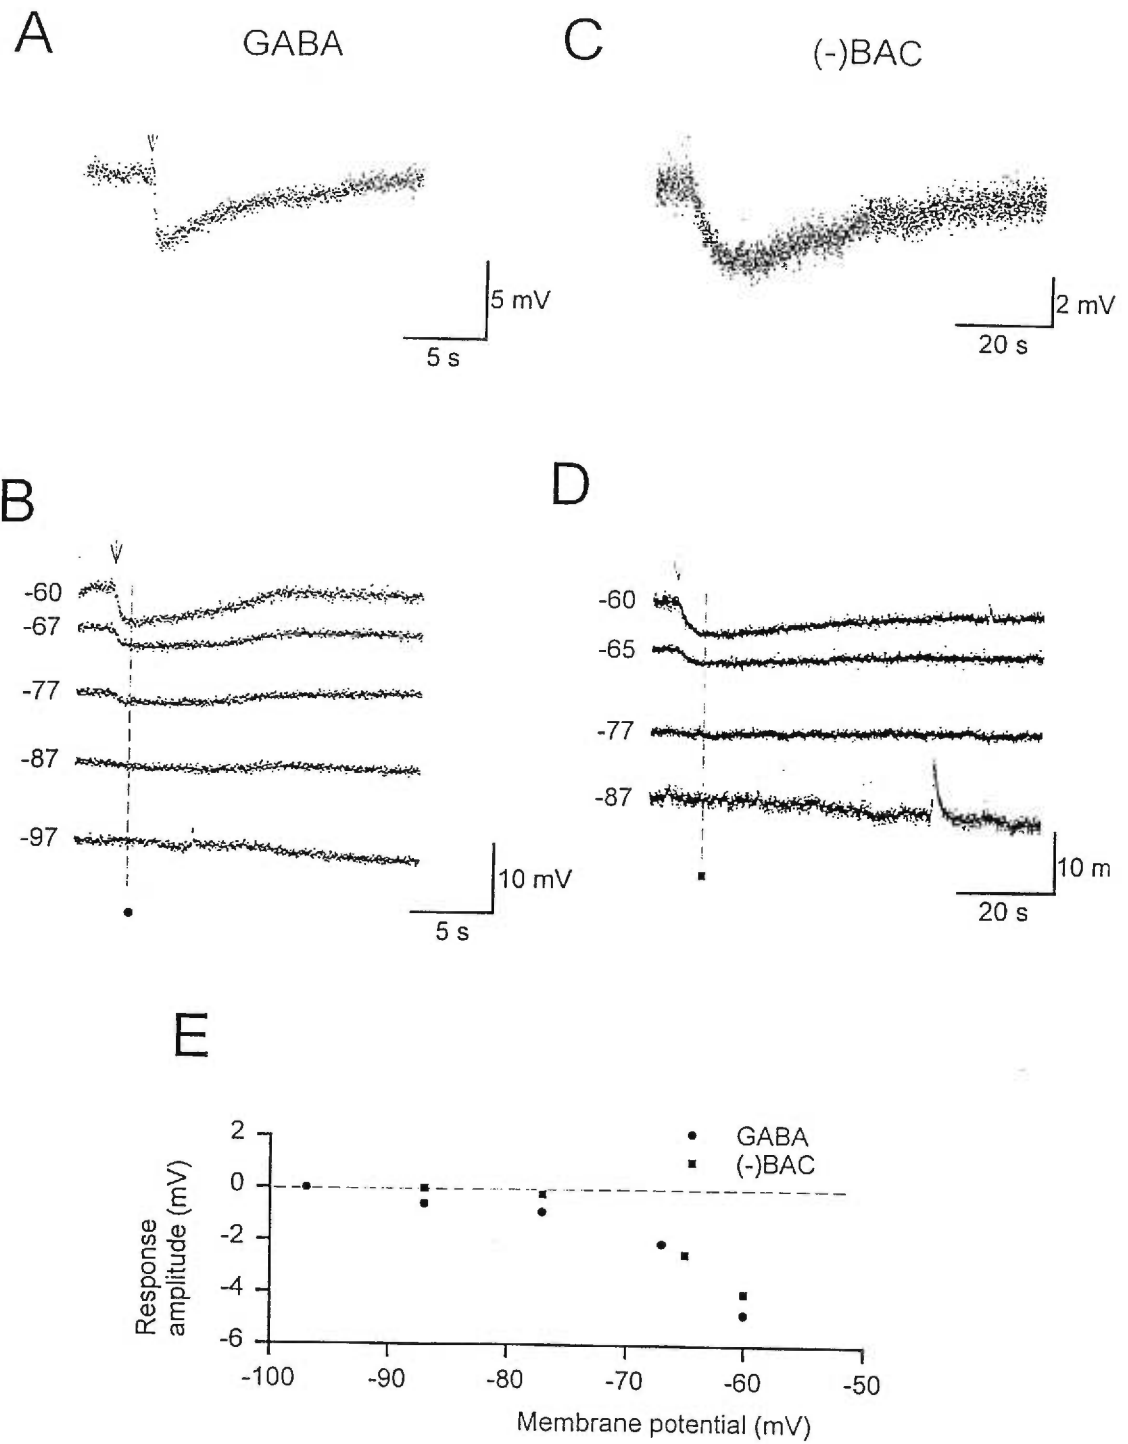 A
GABA
5 mV
5 s
C
(-)BAC
2 mV
20 s
B
-60
-67
-77
-87
-97
10 mV
5 s
D
-60
-65
-77
-87
10 m
20 s
E
GABA
(-)BAC
2
0
-2
-4
-6
Response
amplitude (mV)
-100 -90 -80 -70 -60 -50
Membrane potential (mV)